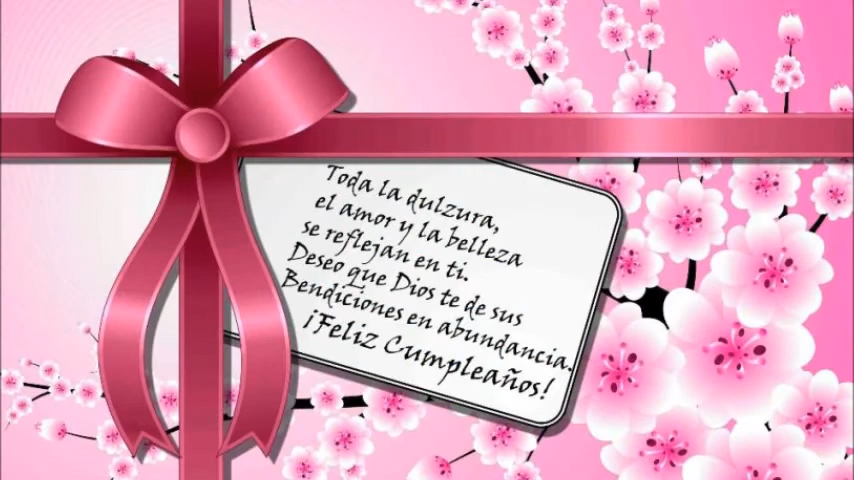 Toda la dulzura,
el amor y la belleza
se reflejan en ti.
Deseo que Dios te de sus
Bendiciones en abundancia.
¡Feliz Cumpleaños!